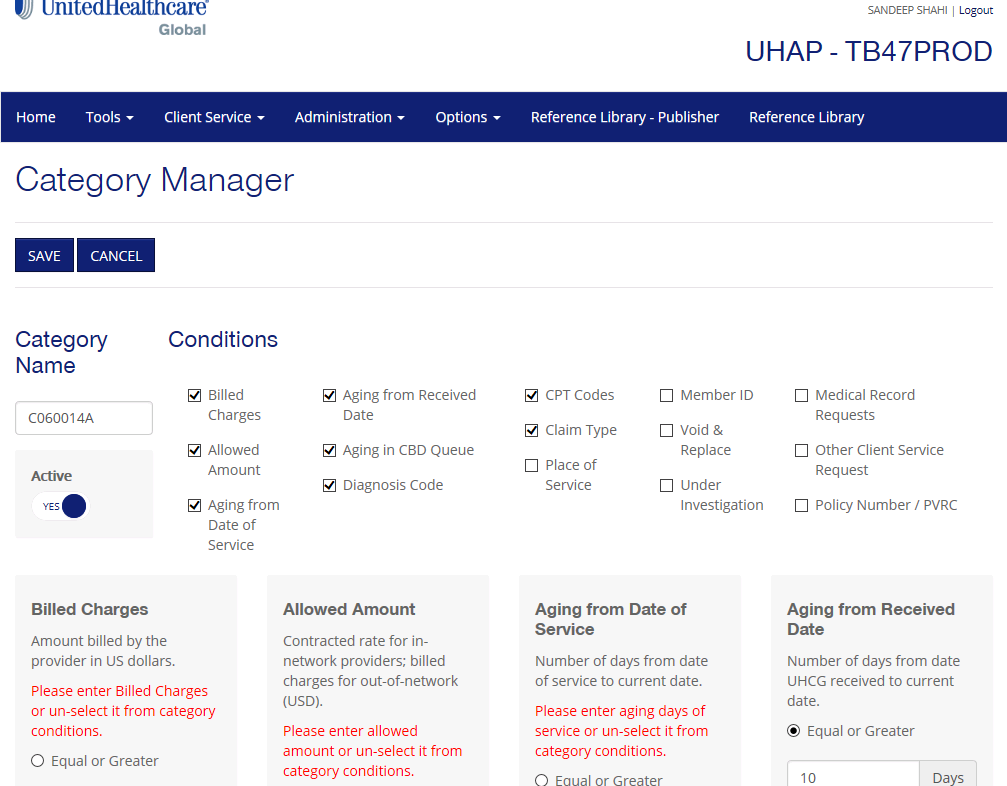 UnitedHealthcare®
Global
SANDEEP SHAHI | Logout
UHAP - TB47PROD
Home Tools Client Service Administration Options Reference Library - Publisher Reference Library
Category Manager
SAVE CANCEL
Category
Name
C060014A
Active
YES
Conditions
Billed
Charges
Allowed
Amount
Aging from
Date of
Service
Aging from Received
Date
Aging in CBD Queue
Diagnosis Code
CPT Codes
Claim Type
Place of
Service
Member ID
Void &
Replace
Under
Investigation
Medical Record
Requests
Other Client Service
Request
Policy Number / PVRC
Billed Charges
Amount billed by the
provider in US dollars.
Please enter Billed Charges
or un-select it from category
conditions.
Equal or Greater
Allowed Amount
Contracted rate for in-
network providers; billed
charges for out-of-network
(USD).
Please enter allowed
amount or un-select it from
category conditions.
Aging from Date of
Service
Number of days from date
of service to current date.
Please enter aging days of
service or un-select it from
category conditions.
Equal or Greater
Aging from Received
Date
Number of days from date
UHCG received to current
date.
Equal or Greater
10 Days